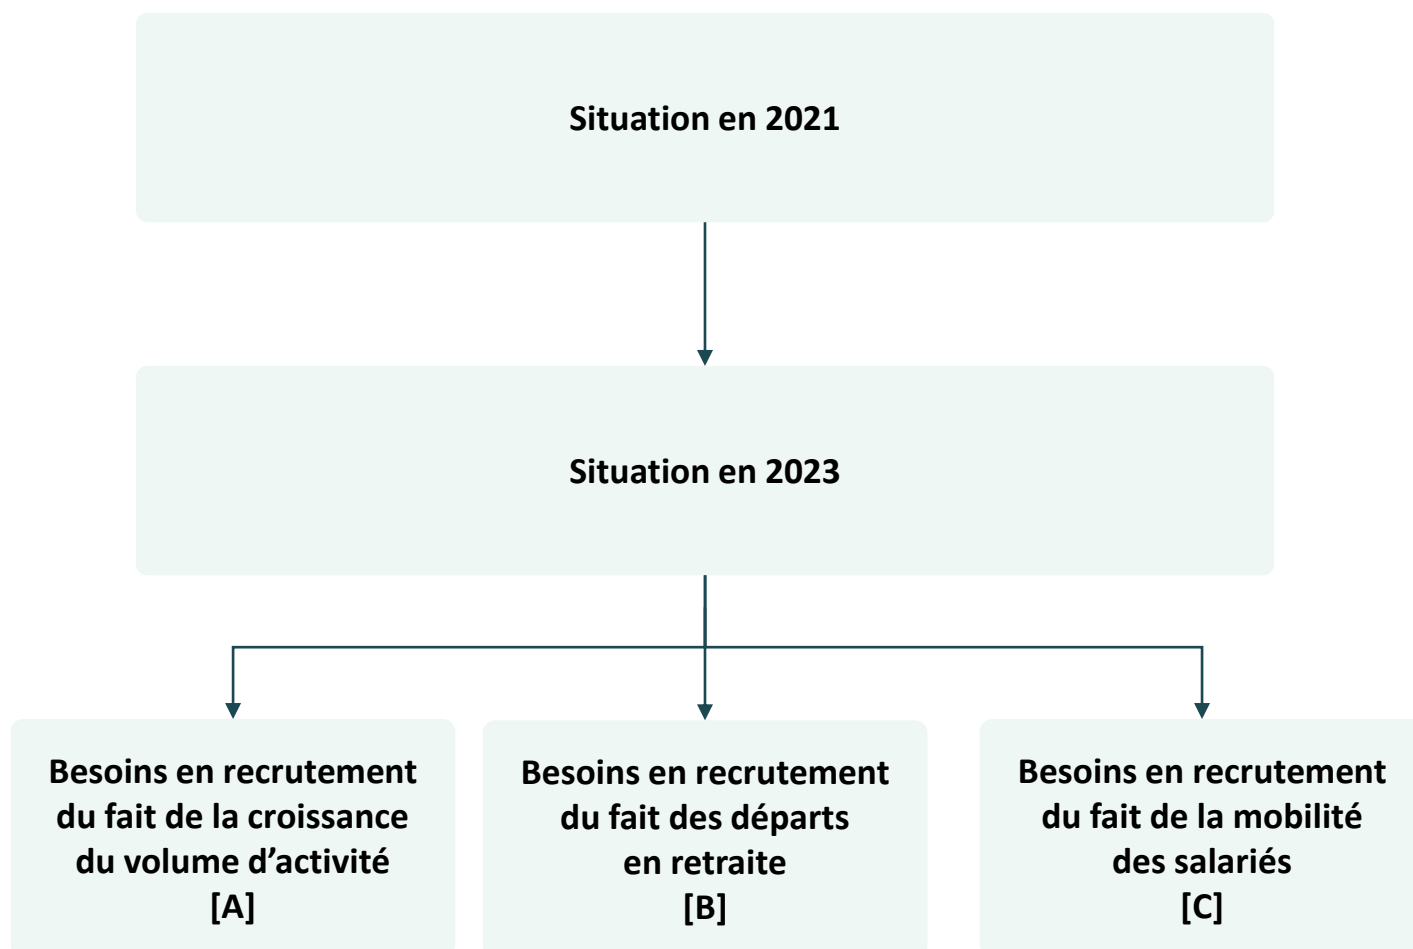 Situation en 2021
Situation en 2023
Besoins en recrutement
du fait de la croissance
du volume d’activité
[A]
Besoins en recrutement
du fait des départs
en retraite
[B]
Besoins en recrutement
du fait de la mobilité
des salariés
[C]